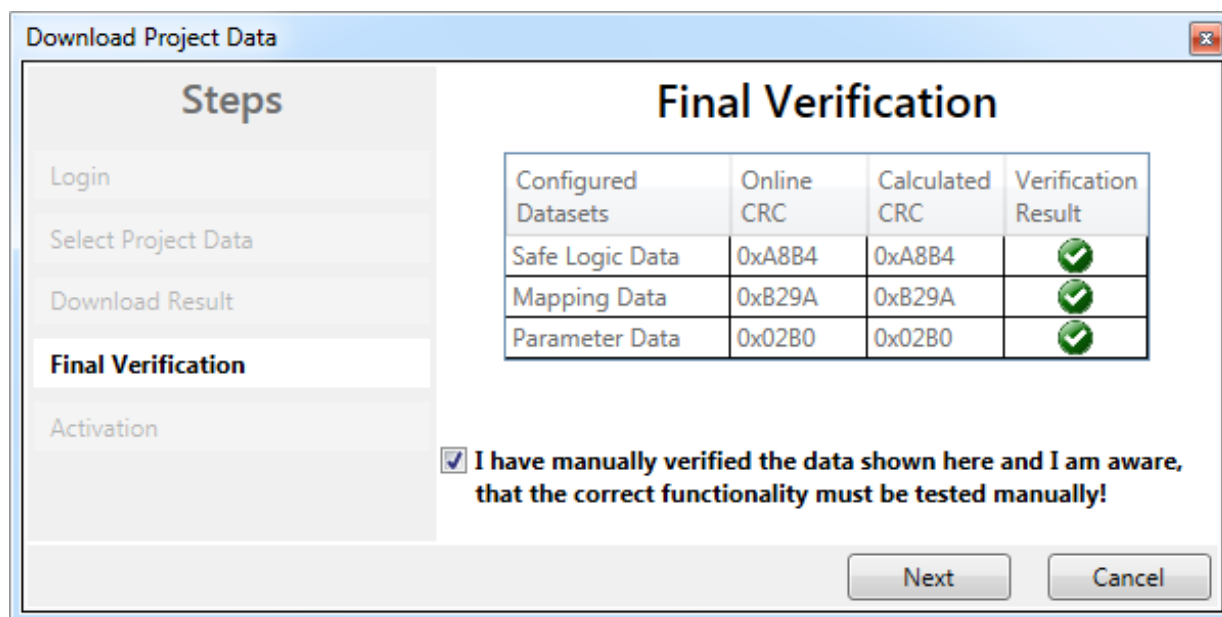 Download Project Data
Steps
Login
Select Project Data
Download Result
Final Verification
Activation
Final Verification
Configured Datasets Online CRC Calculated CRC Verification Result
Safe Logic Data 0xA8B4 0xA8B4
Mapping Data 0xB29A 0xB29A
Parameter Data 0x02B0 0x02B0
I have manually verified the data shown here and I am aware,
that the correct functionality must be tested manually!
Next Cancel